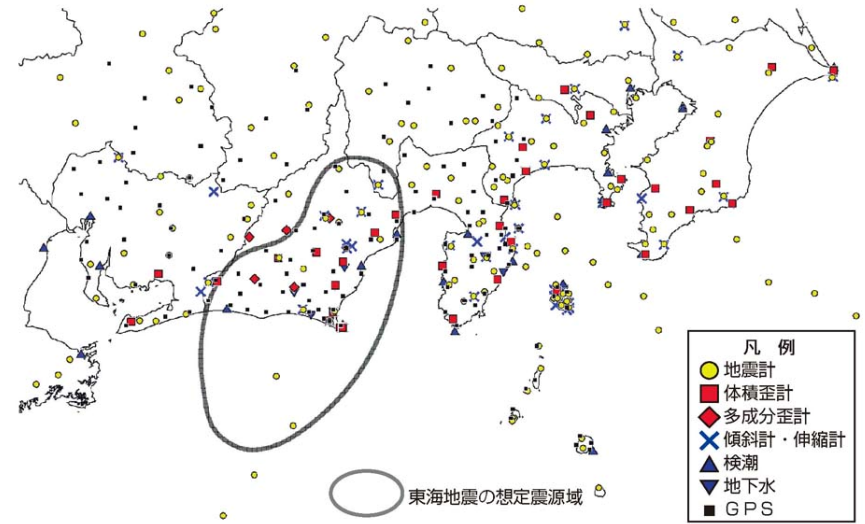 凡 例
地震計
体積歪計
多成分歪計
傾斜計・伸縮計
検潮
地下水
GPS
東海地震の想定震源域